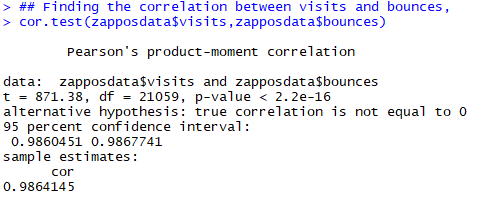 > ## Finding the correlation between visits and bounces,
> cor.test(zapposdata$visits,zapposdata$bounces)
Pearson's product-moment correlation
data:  zapposdata$visits and zapposdata$bounces
t = 871.38, df = 21059, p-value < 2.2e-16
alternative hypothesis: true correlation is not equal to 0
95 percent confidence interval:
0.9860451 0.9867741
sample estimates:
cor
0.9864145